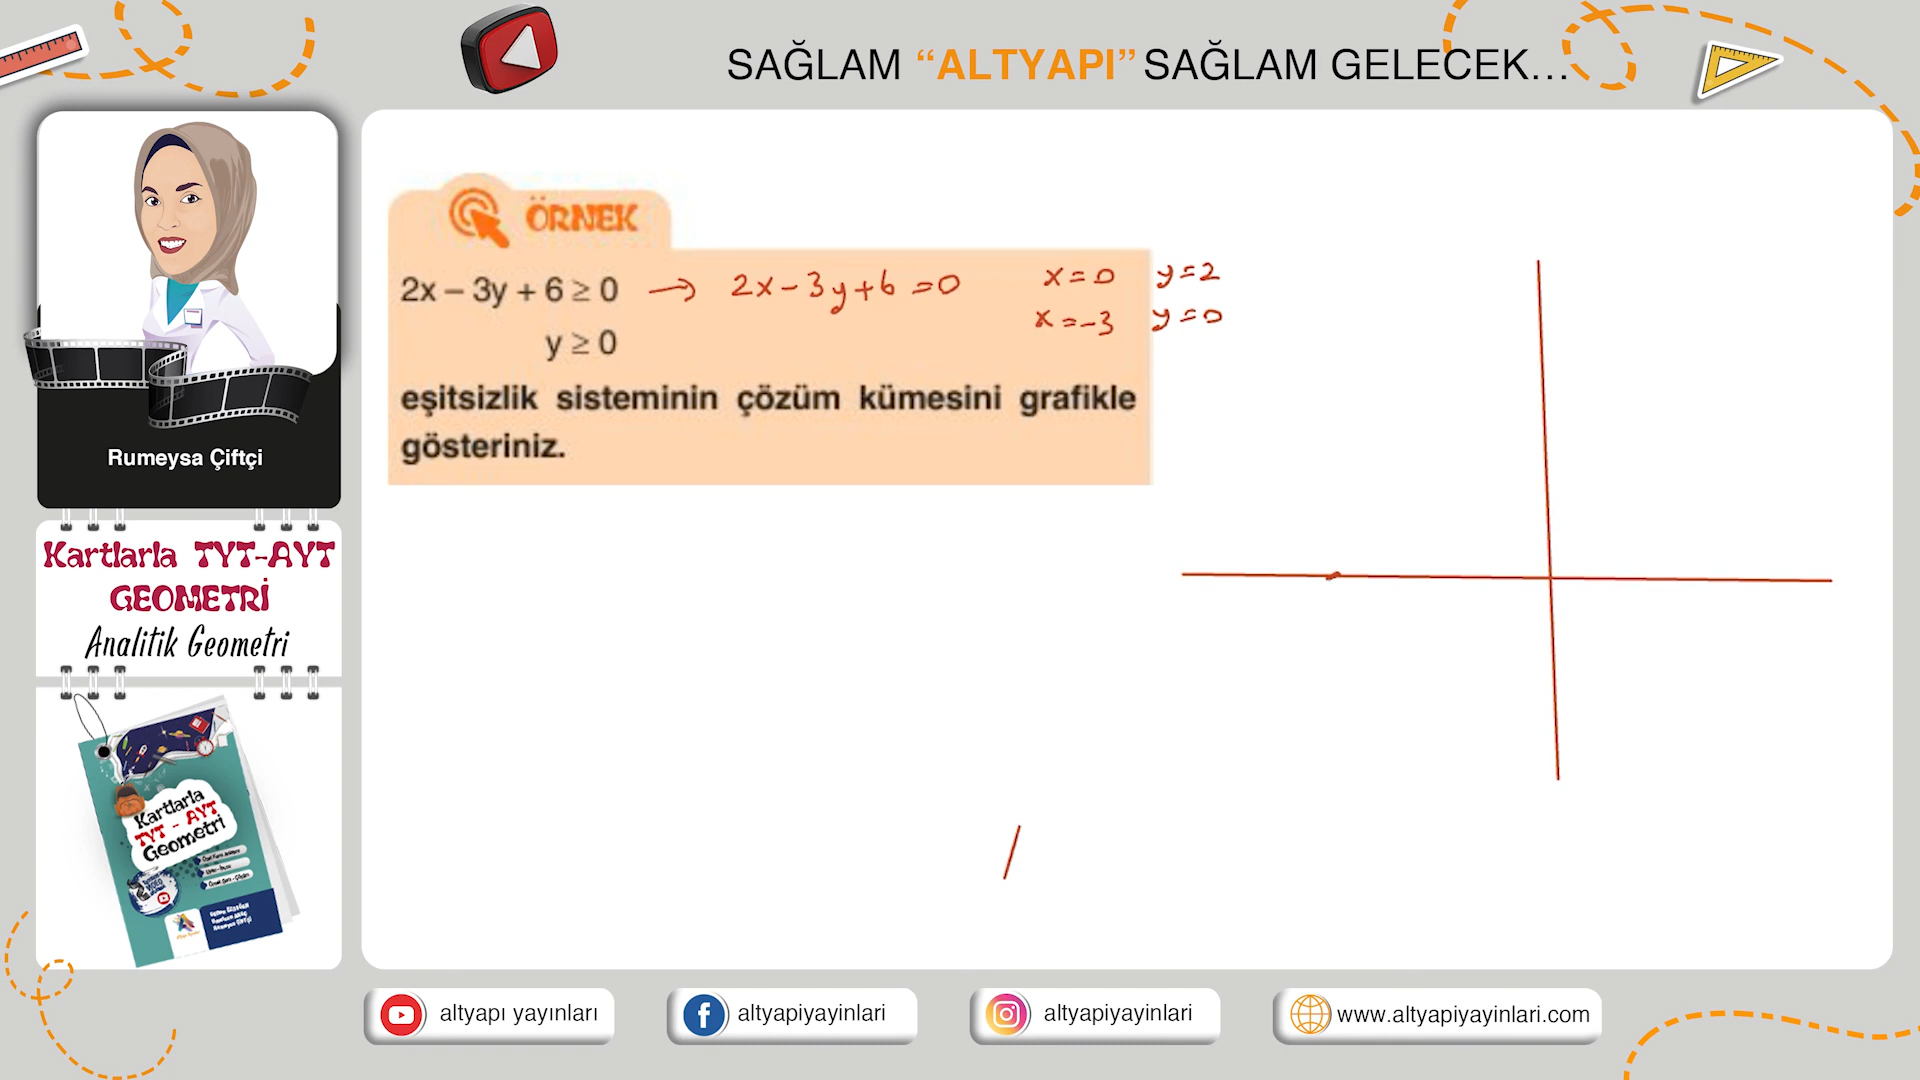 SAĞLAM “ALTYAPI” SAĞLAM GELECEK...
ÖRNEK
2x – 3y + 6 ≥ 0 → 2x-3y+6=0 x=0 y=2
x=-3 y=0
y ≥ 0
eşitsizlik sisteminin çözüm kümesini grafikle
gösteriniz.
Rumeysa Çiftçi
Kartlarla TYT-AYT
GEOMETRİ
Analitik Geometri
Kartlarla
TYT - AYT
Geometri
altyapı yayınları
altyapiyayinlari
altyapiyayinlari
www.altyapiyayinlari.com